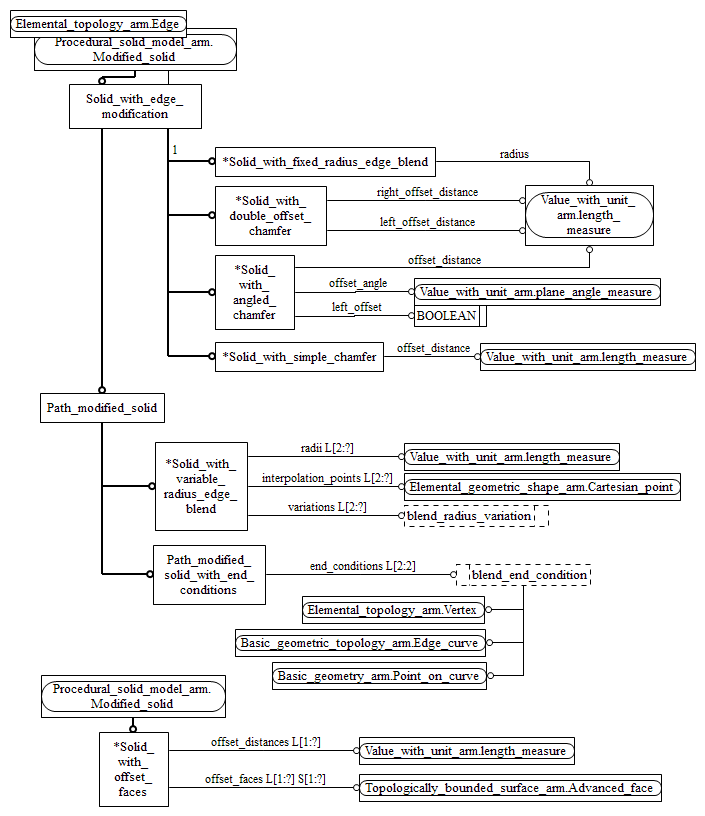 Elemental_topology_arm.Edge
Procedural_solid_model_arm.
Modified_solid
Solid_with_edge_
modification
1
*Solid_with_fixed_radius_edge_blend
radius
*Solid_with_
double_offset_
chamfer
right_offset_distance
left_offset_distance
Value_with_unit_
arm.length_
measure
*Solid_
with_
angled_
chamfer
offset_distance
offset_angle
left_offset
Value_with_unit_arm.plane_angle_measure
BOOLEAN
*Solid_with_simple_chamfer
offset_distance
Value_with_unit_arm.length_measure
Path_modified_solid
*Solid_with_
variable_
radius_edge_
blend
radii L[2:?]
Value_with_unit_arm.length_measure
interpolation_points L[2:?]
Elemental_geometric_shape_arm.Cartesian_point
variations L[2:?]
blend_radius_variation
Path_modified_
solid_with_end_
conditions
end_conditions L[2:2]
blend_end_condition
Elemental_topology_arm.Vertex
Basic_geometric_topology_arm.Edge_curve
Basic_geometry_arm.Point_on_curve
Procedural_solid_model_arm.
Modified_solid
*Solid_
with_
offset_
faces
offset_distances L[1:?]
Value_with_unit_arm.length_measure
offset_faces L[1:?] S[1:?]
Topologically_bounded_surface_arm.Advanced_face